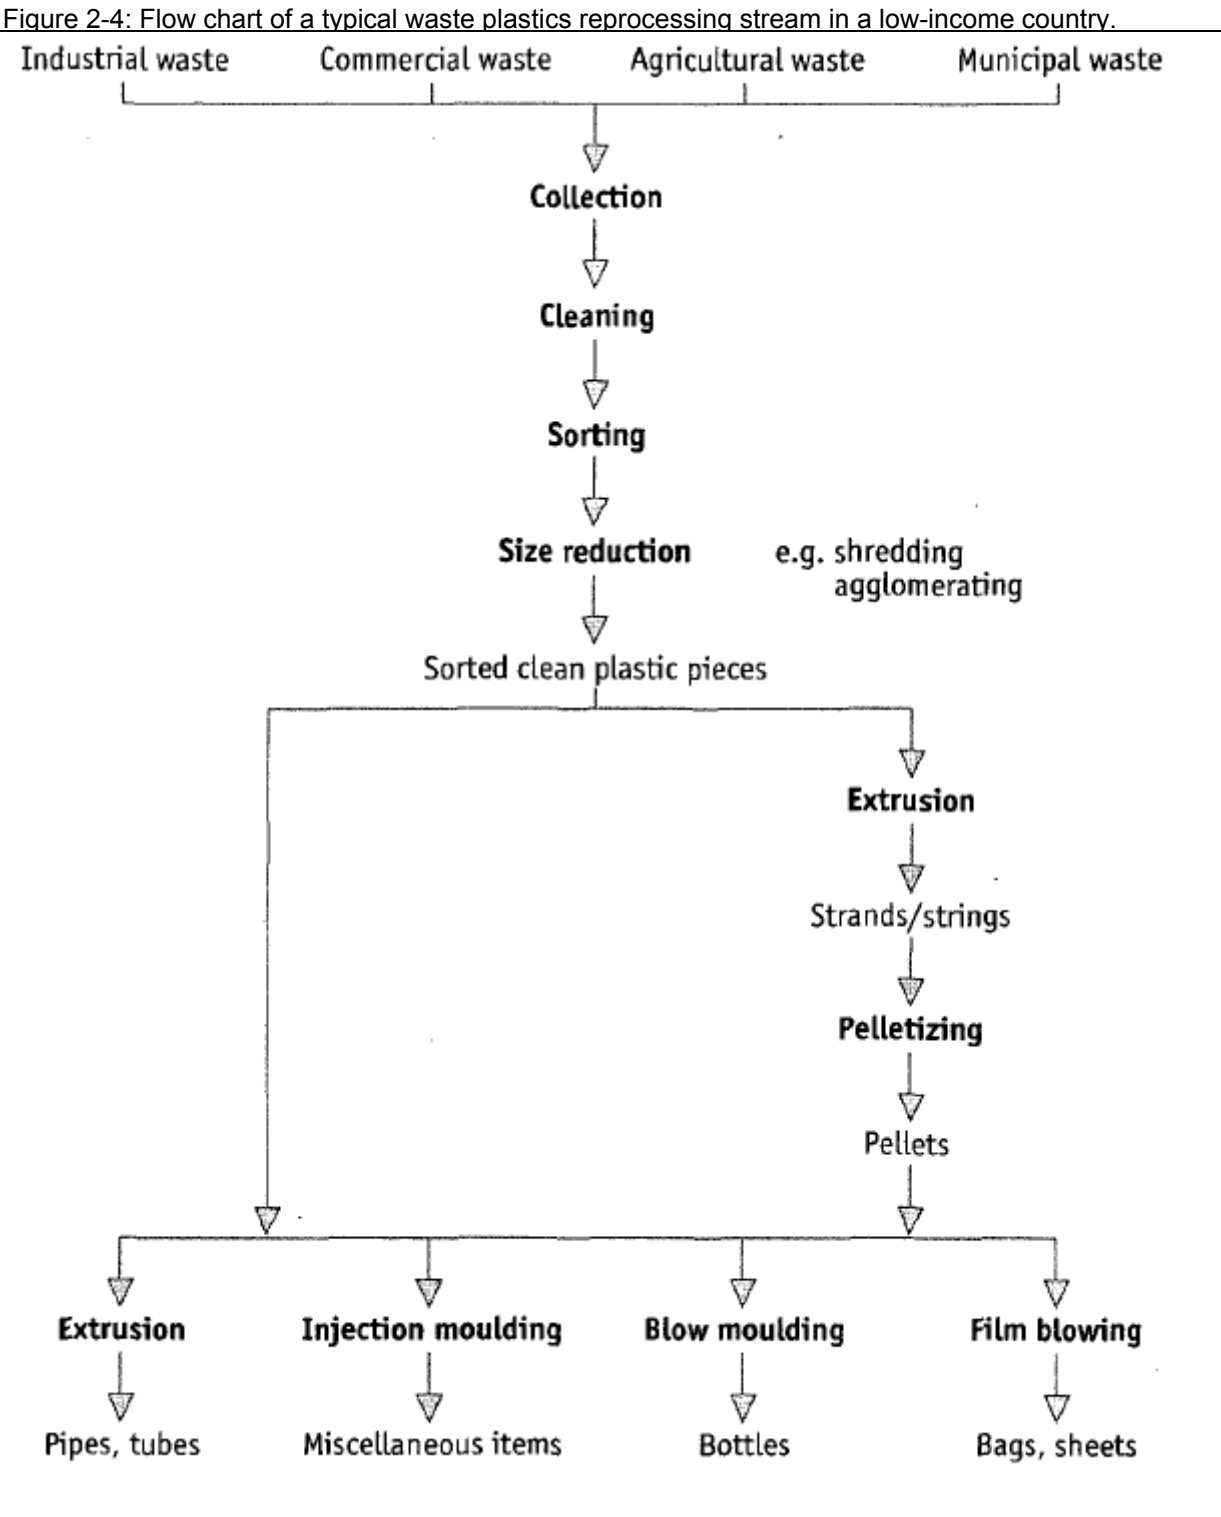 Figure 2-4: Flow chart of a typical waste plastics reprocessing stream in a low-income country.
Industrial waste Commercial waste Agricultural waste Municipal waste
Collection
Cleaning
Sorting
Size reduction e.g. shredding
agglomerating
Sorted clean plastic pieces
Extrusion
Strands/strings
Pelletizing
Pellets
Extrusion Injection moulding Blow moulding Film blowing
Pipes, tubes Miscellaneous items Bottles Bags, sheets